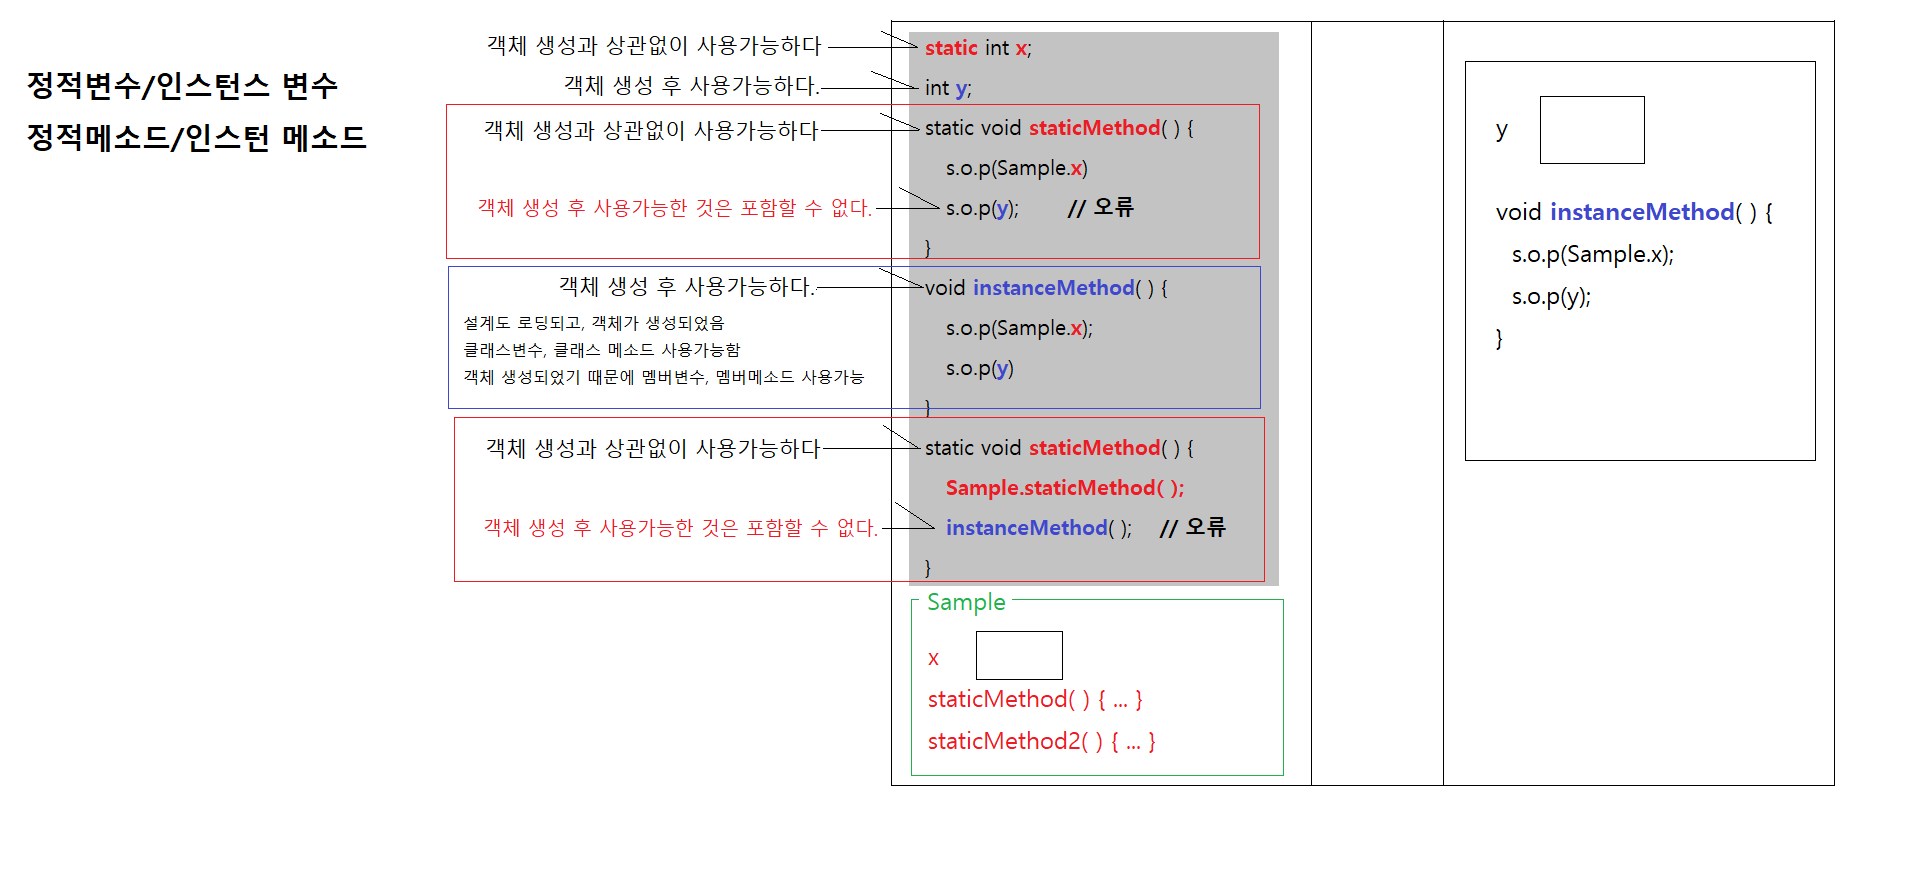 정적변수/인스턴스 변수
정적메소드/인스턴 메소드
객체 생성과 상관없이 사용가능하다
static int x;
객체 생성 후 사용가능하다.
int y;
객체 생성과 상관없이 사용가능하다
static void staticMethod( ) {
s.o.p(Sample.x)
객체 생성 후 사용가능한 것은 포함할 수 없다.
s.o.p(y); // 오류
}
객체 생성 후 사용가능하다.
void instanceMethod( ) {
설계도 로딩되고, 객체가 생성되었음
클래스변수, 클래스 메소드 사용가능함
객체 생성되었기 때문에 멤버변수, 멤버메소드 사용가능
s.o.p(Sample.x);
s.o.p(y)
}
객체 생성과 상관없이 사용가능하다
static void staticMethod( ) {
Sample.staticMethod( );
객체 생성 후 사용가능한 것은 포함할 수 없다.
instanceMethod( ); // 오류
}
Sample
x
staticMethod( ) { ... }
staticMethod2( ) { ... }
y
void instanceMethod( ) {
s.o.p(Sample.x);
s.o.p(y);
}